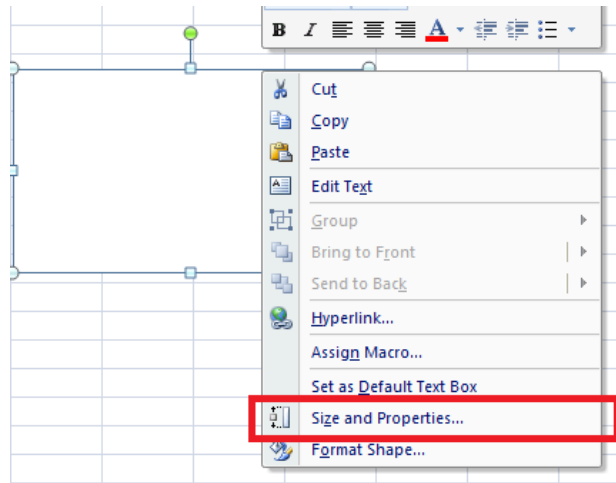 B I A
Cut
Copy
Paste
Edit Text
Group
Bring to Front
Send to Back
Hyperlink...
Assign Macro...
Set as Default Text Box
Size and Properties...
Format Shape...